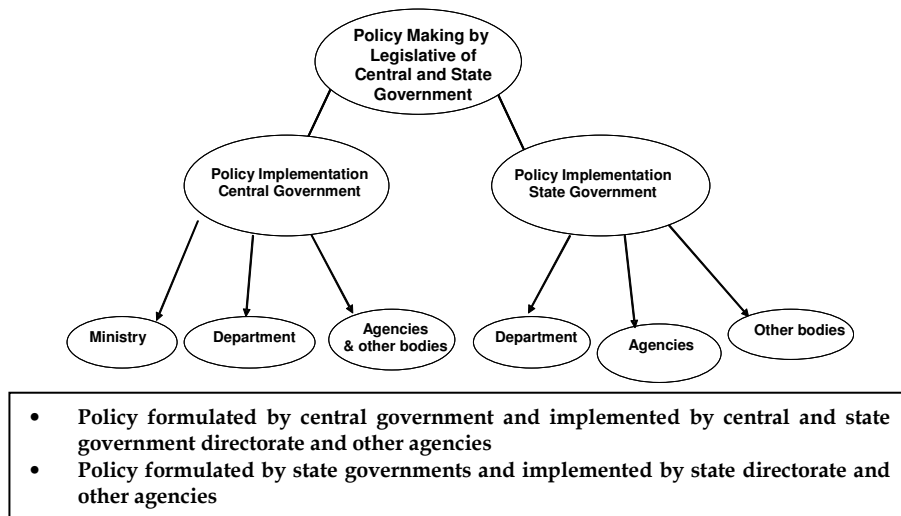 Policy Making by
Legislative of
Central and State
Government
Policy Implementation
Central Government
Policy Implementation
State Government
Ministry
Department
Agencies
& other bodies
Department
Agencies
Other bodies
• Policy formulated by central government and implemented by central and state
government directorate and other agencies
• Policy formulated by state governments and implemented by state directorate and
other agencies